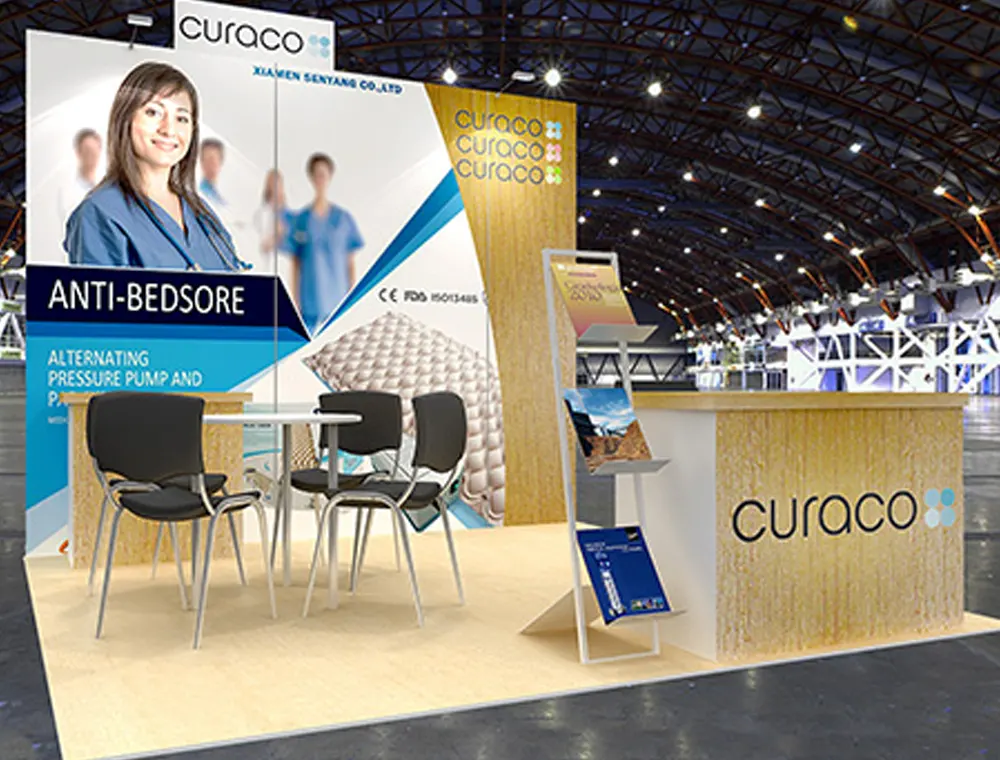 curaco
XIAMEN SENYANG CO.,LTD
curaco
curaco
curaco
ANTI-BEDSORE
CE FDA ISO13485
ALTERNATING
PRESSURE PUMP AND
curaco